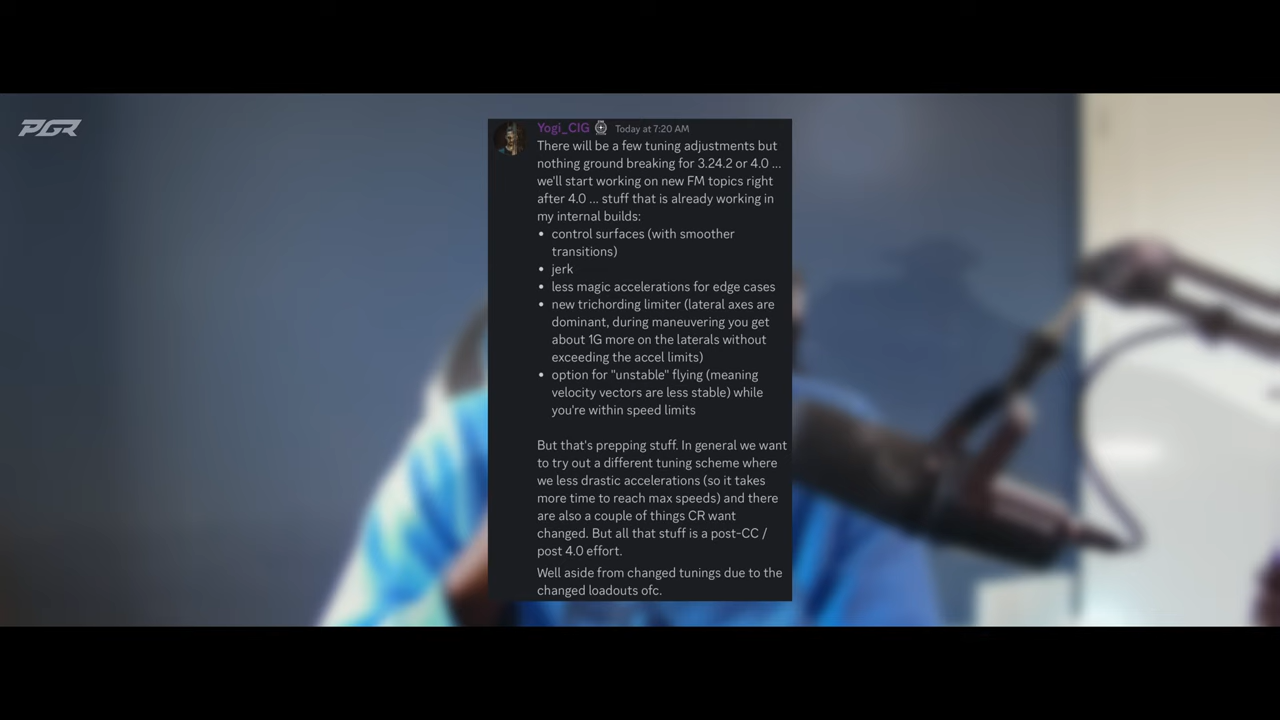 PGR
Yogi_CIG Today at 7:20 AM
There will be a few tuning adjustments but
nothing ground breaking for 3.24.2 or 4.0 ...
we'll start working on new FM topics right
after 4.0 ... stuff that is already working in
my internal builds:
• control surfaces (with smoother
transitions)
• jerk
• less magic accelerations for edge cases
• new trichording limiter (lateral axes are
dominant, during maneuvering you get
about 1G more on the laterals without
exceeding the accel limits)
• option for "unstable" flying (meaning
velocity vectors are less stable) while
you're within speed limits
But that's prepping stuff. In general we want
to try out a different tuning scheme where
we less drastic accelerations (so it takes
more time to reach max speeds) and there
are also a couple of things CR want
changed. But all that stuff is a post-CC /
post 4.0 effort.
Well aside from changed tunings due to the
changed loadouts ofc.